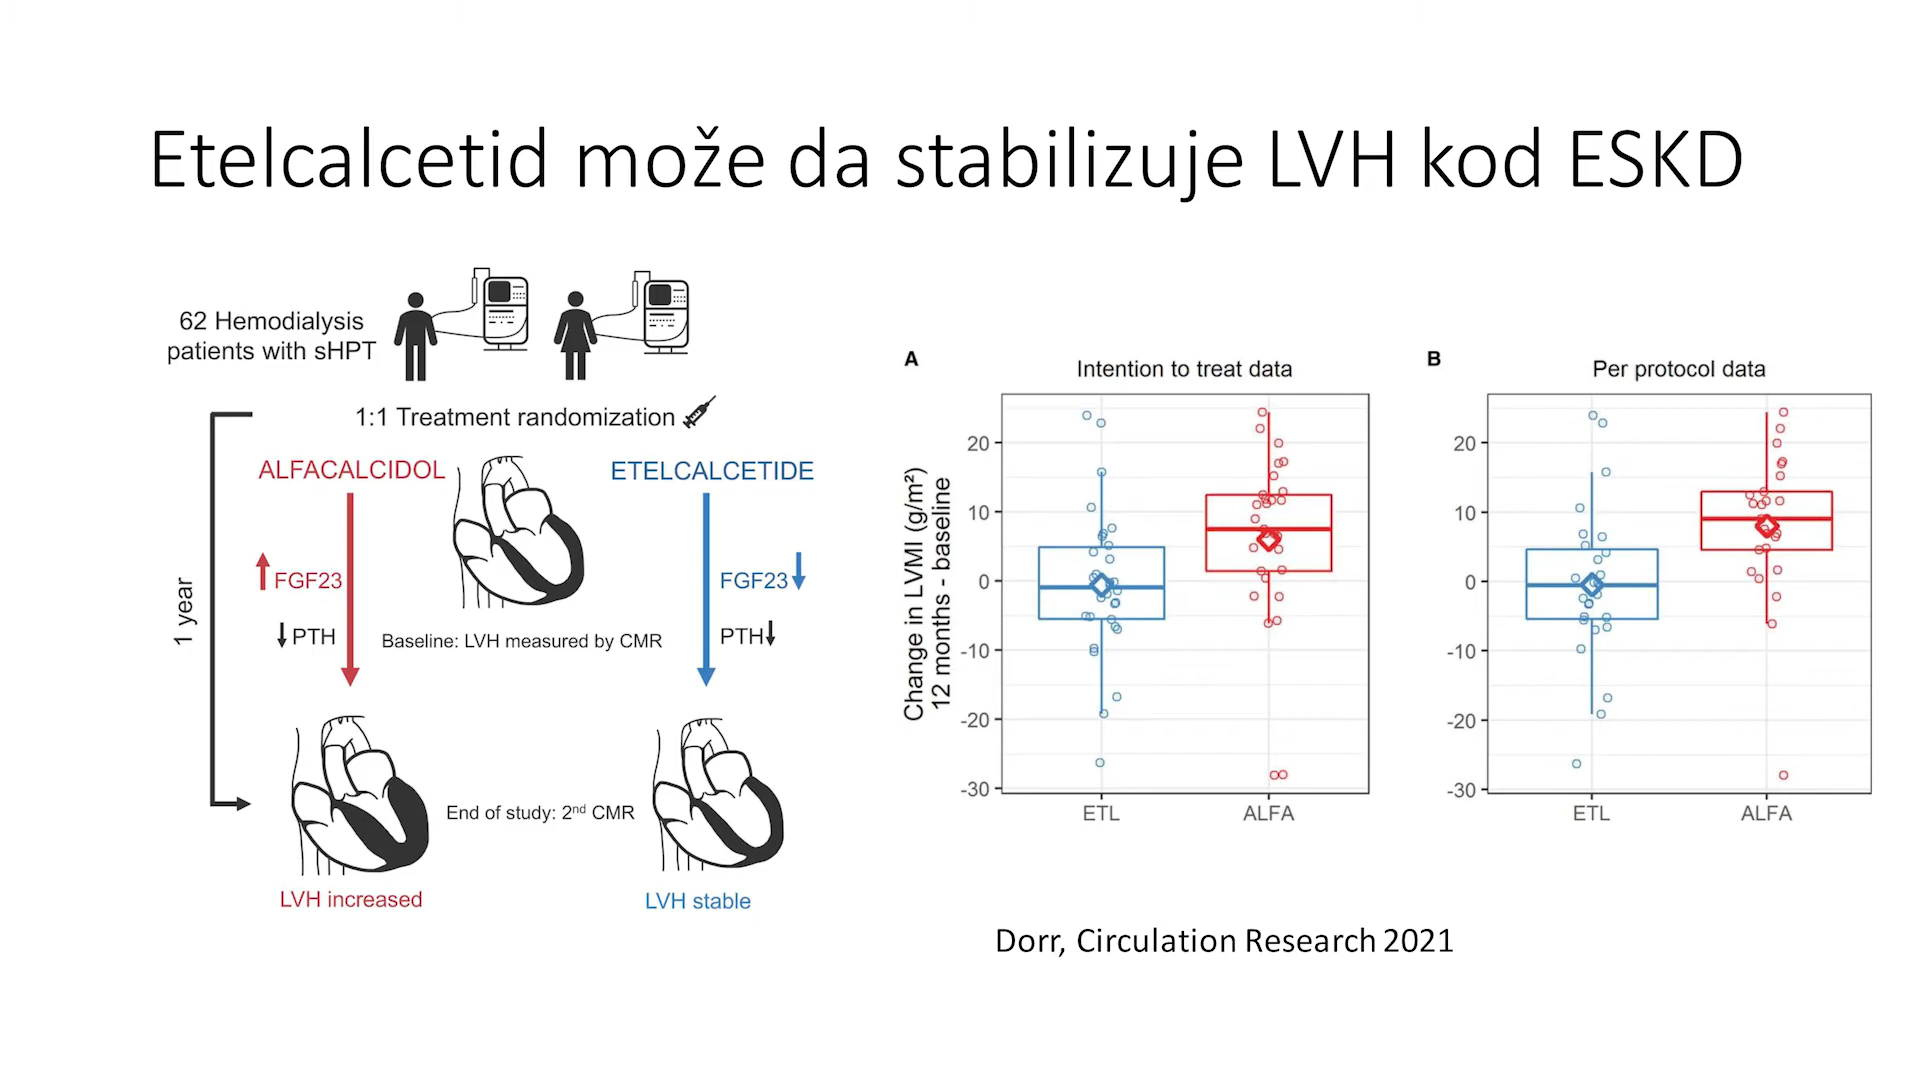 Etelcalcetid može da stabilizuje LVH kod ESKD
62 Hemodialysis
patients with sHPT
1:1 Treatment randomization
ALFACALCIDOL
ETELCALCETIDE
1 year
FGF23
FGF23
PTH
PTH
Baseline: LVH measured by CMR
End of study: 2nd CMR
LVH increased
LVH stable
A
Intention to treat data
Change in LVMI (g/m²)
12 months - baseline
20
10
0
-10
-20
-30
ETL
ALFA
B
Per protocol data
20
10
0
-10
-20
-30
ETL
ALFA
Dorr, Circulation Research 2021